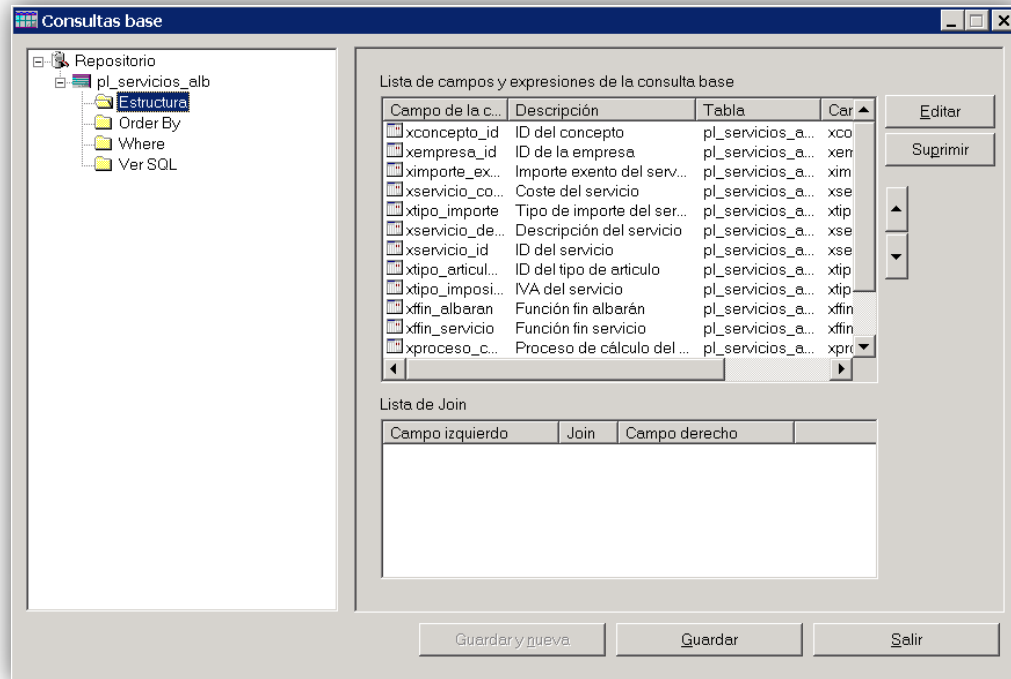 Consultas base
Repositorio
pl_servicios_alb
Estructura
Order By
Where
Ver SQL
Lista de campos y expresiones de la consulta base
Campo de la c... Descripción Tabla Car
xconcepto_id ID del concepto pl_servicios_a... xco
xempresa_id ID de la empresa pl_servicios_a... xem
ximporte_ex... Importe exento del serv... pl_servicios_a... xim
xservicio_co... Coste del servicio pl_servicios_a... xse
xtipo_importe Tipo de importe del ser... pl_servicios_a... xtip
xservicio_de... Descripción del servicio pl_servicios_a... xse
xservicio_id ID del servicio pl_servicios_a... xse
xtipo_articul... ID del tipo de articulo pl_servicios_a... xtip
xtipo_imposi... IVA del servicio pl_servicios_a... xtip
xffin_albaran Función fin albarán pl_servicios_a... xffin
xffin_servicio Función fin servicio pl_servicios_a... xffin
xproceso_c... Proceso de cálculo del ... pl_servicios_a... xpro
Editar
Suprimir
Lista de Join
Campo izquierdo Join Campo derecho
Guardar y nueva Guardar Salir